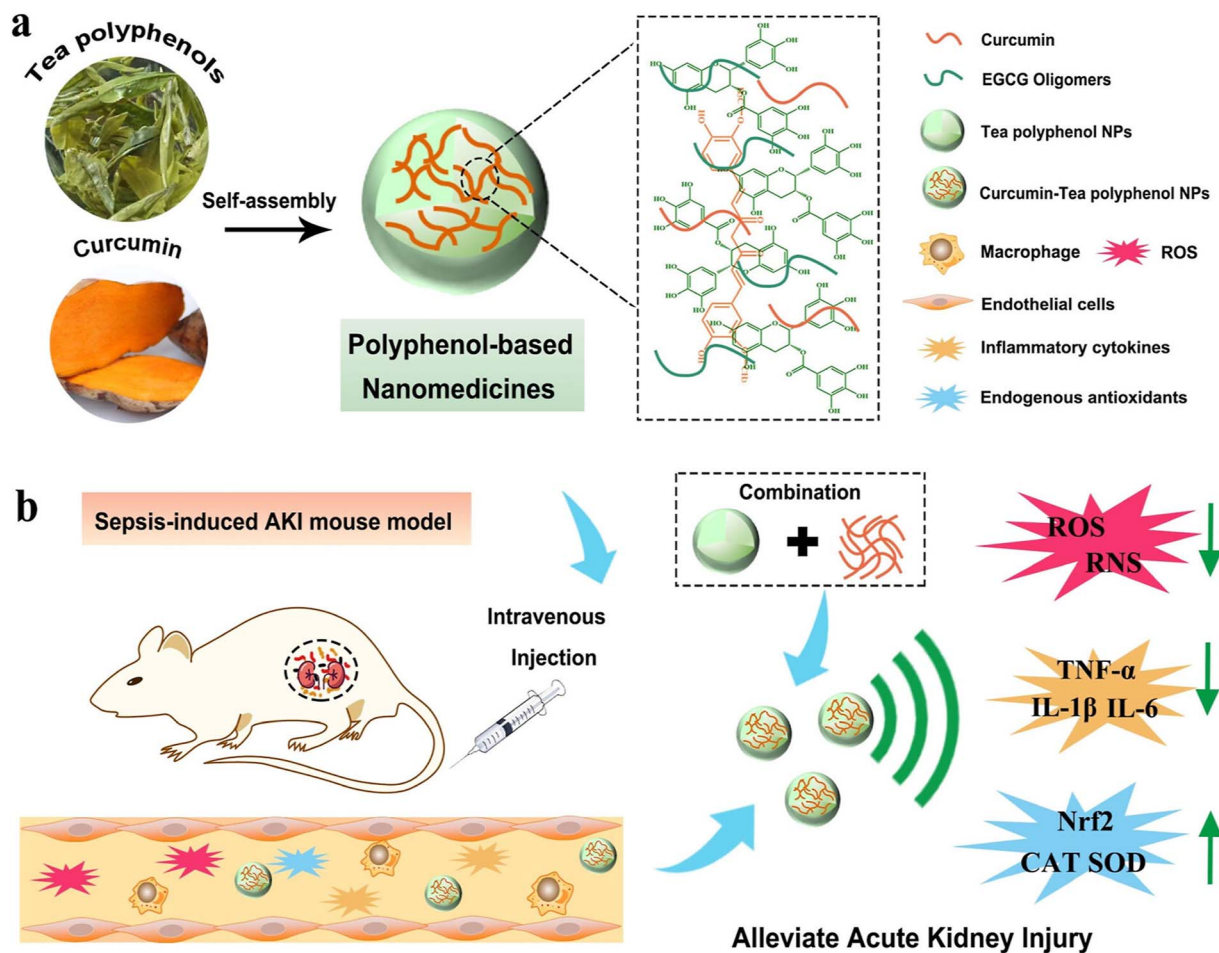 a
Tea polyphenols
Curcumin
Self-assembly
Polyphenol-based
Nanomedicines
Curcumin
EGCG Oligomers
Tea polyphenol NPs
Curcumin-Tea polyphenol NPs
Macrophage
ROS
Endothelial cells
Inflammatory cytokines
Endogenous antioxidants
b
Sepsis-induced AKI mouse model
Intravenous
Injection
Combination
ROS
RNS
TNF-α
IL-1β IL-6
Nrf2
CAT SOD
Alleviate Acute Kidney Injury